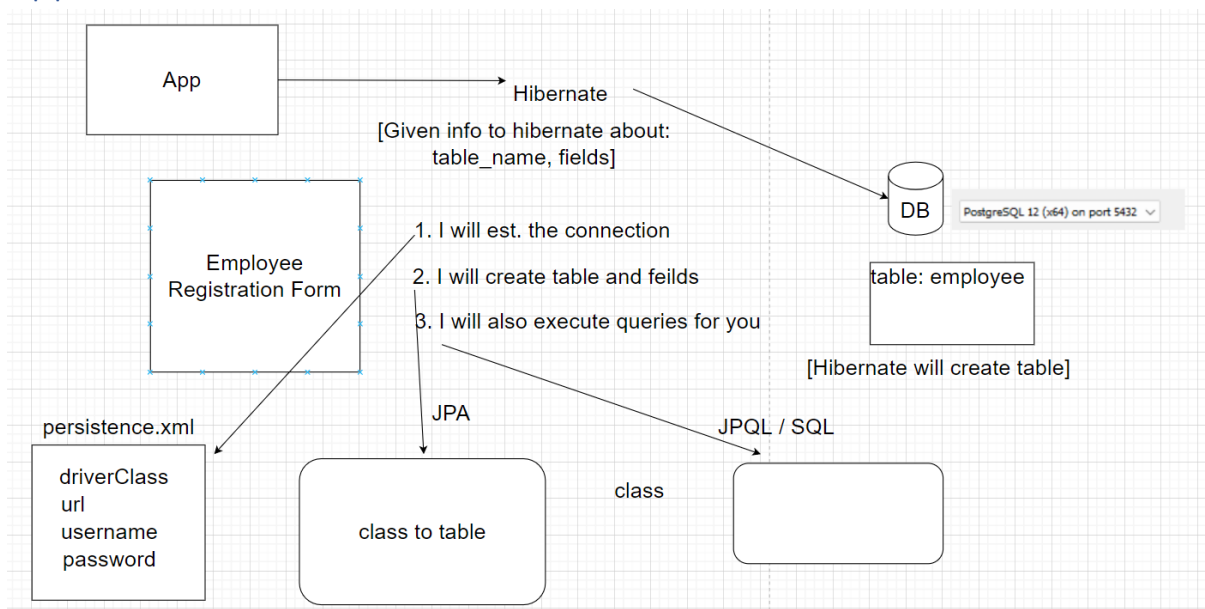 App
Hibernate
[Given info to hibernate about:
table_name, fields]
DB
PostgreSQL 12 (x64) on port 5432
Employee
Registration Form
1. I will est. the connection
2. I will create table and feilds
3. I will also execute queries for you
table: employee
[Hibernate will create table]
persistence.xml
JPA
JPQL / SQL
driverClass
url
username
password
class to table
class